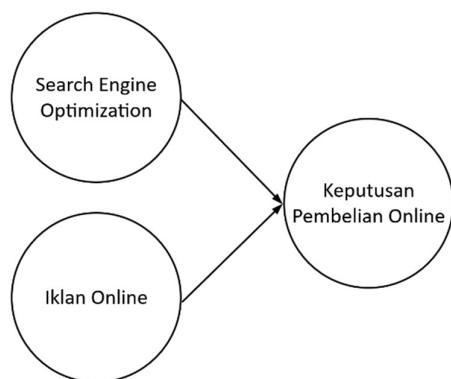 Search Engine
Optimization
Keputusan
Pembelian Online
Iklan Online